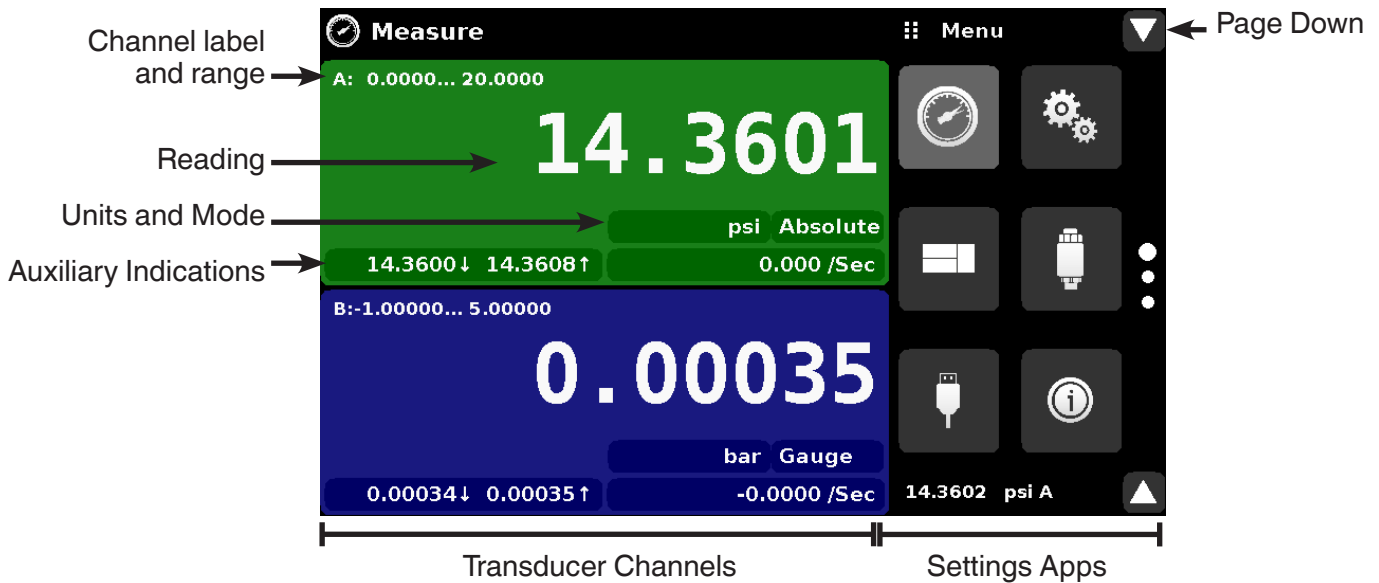 Measure
Menu
Page Down
Channel label
and range
A: 0.0000... 20.0000
14.3601
Reading
Units and Mode
psi Absolute
Auxiliary Indications
14.3600↓ 14.3608↑
0.000 /Sec
B:-1.00000... 5.00000
0.00035
bar Gauge
0.00034↓ 0.00035↑
-0.0000 /Sec
14.3602 psi A
Transducer Channels
Settings Apps